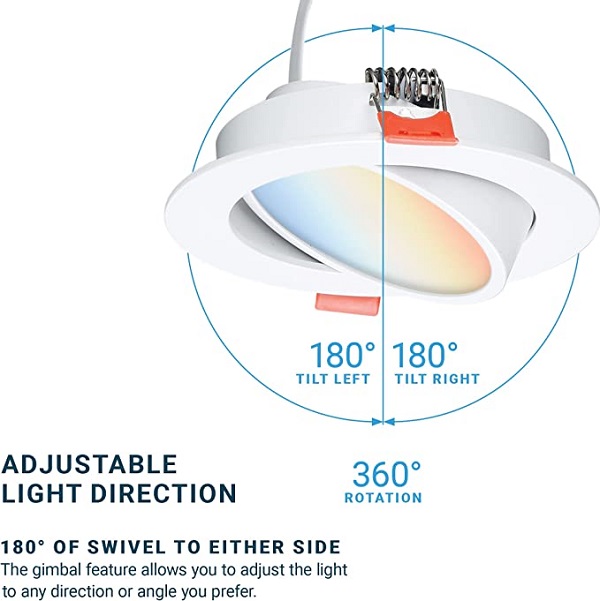 180° 180°
TILT LEFT TILT RIGHT
360°
ROTATION
ADJUSTABLE
LIGHT DIRECTION
180° OF SWIVEL TO EITHER SIDE
The gimbal feature allows you to adjust the light
to any direction or angle you prefer.